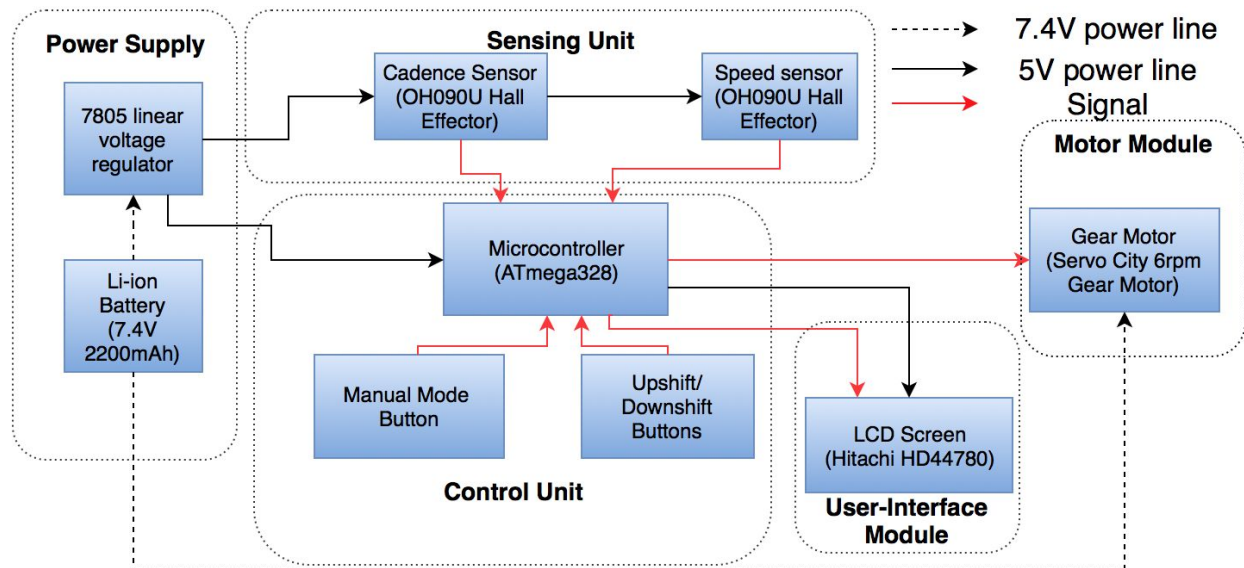 Power Supply
7805 linear
voltage
regulator
Li-ion
Battery
(7.4V
2200mAh)
Sensing Unit
Cadence Sensor
(OH090U Hall
Effector)
Speed sensor
(OH090U Hall
Effector)
7.4V power line
5V power line
Signal
Motor Module
Gear Motor
(Servo City 6rpm
Gear Motor)
Microcontroller
(ATmega328)
Manual Mode
Button
Upshift/
Downshift
Buttons
Control Unit
LCD Screen
(Hitachi HD44780)
User-Interface
Module